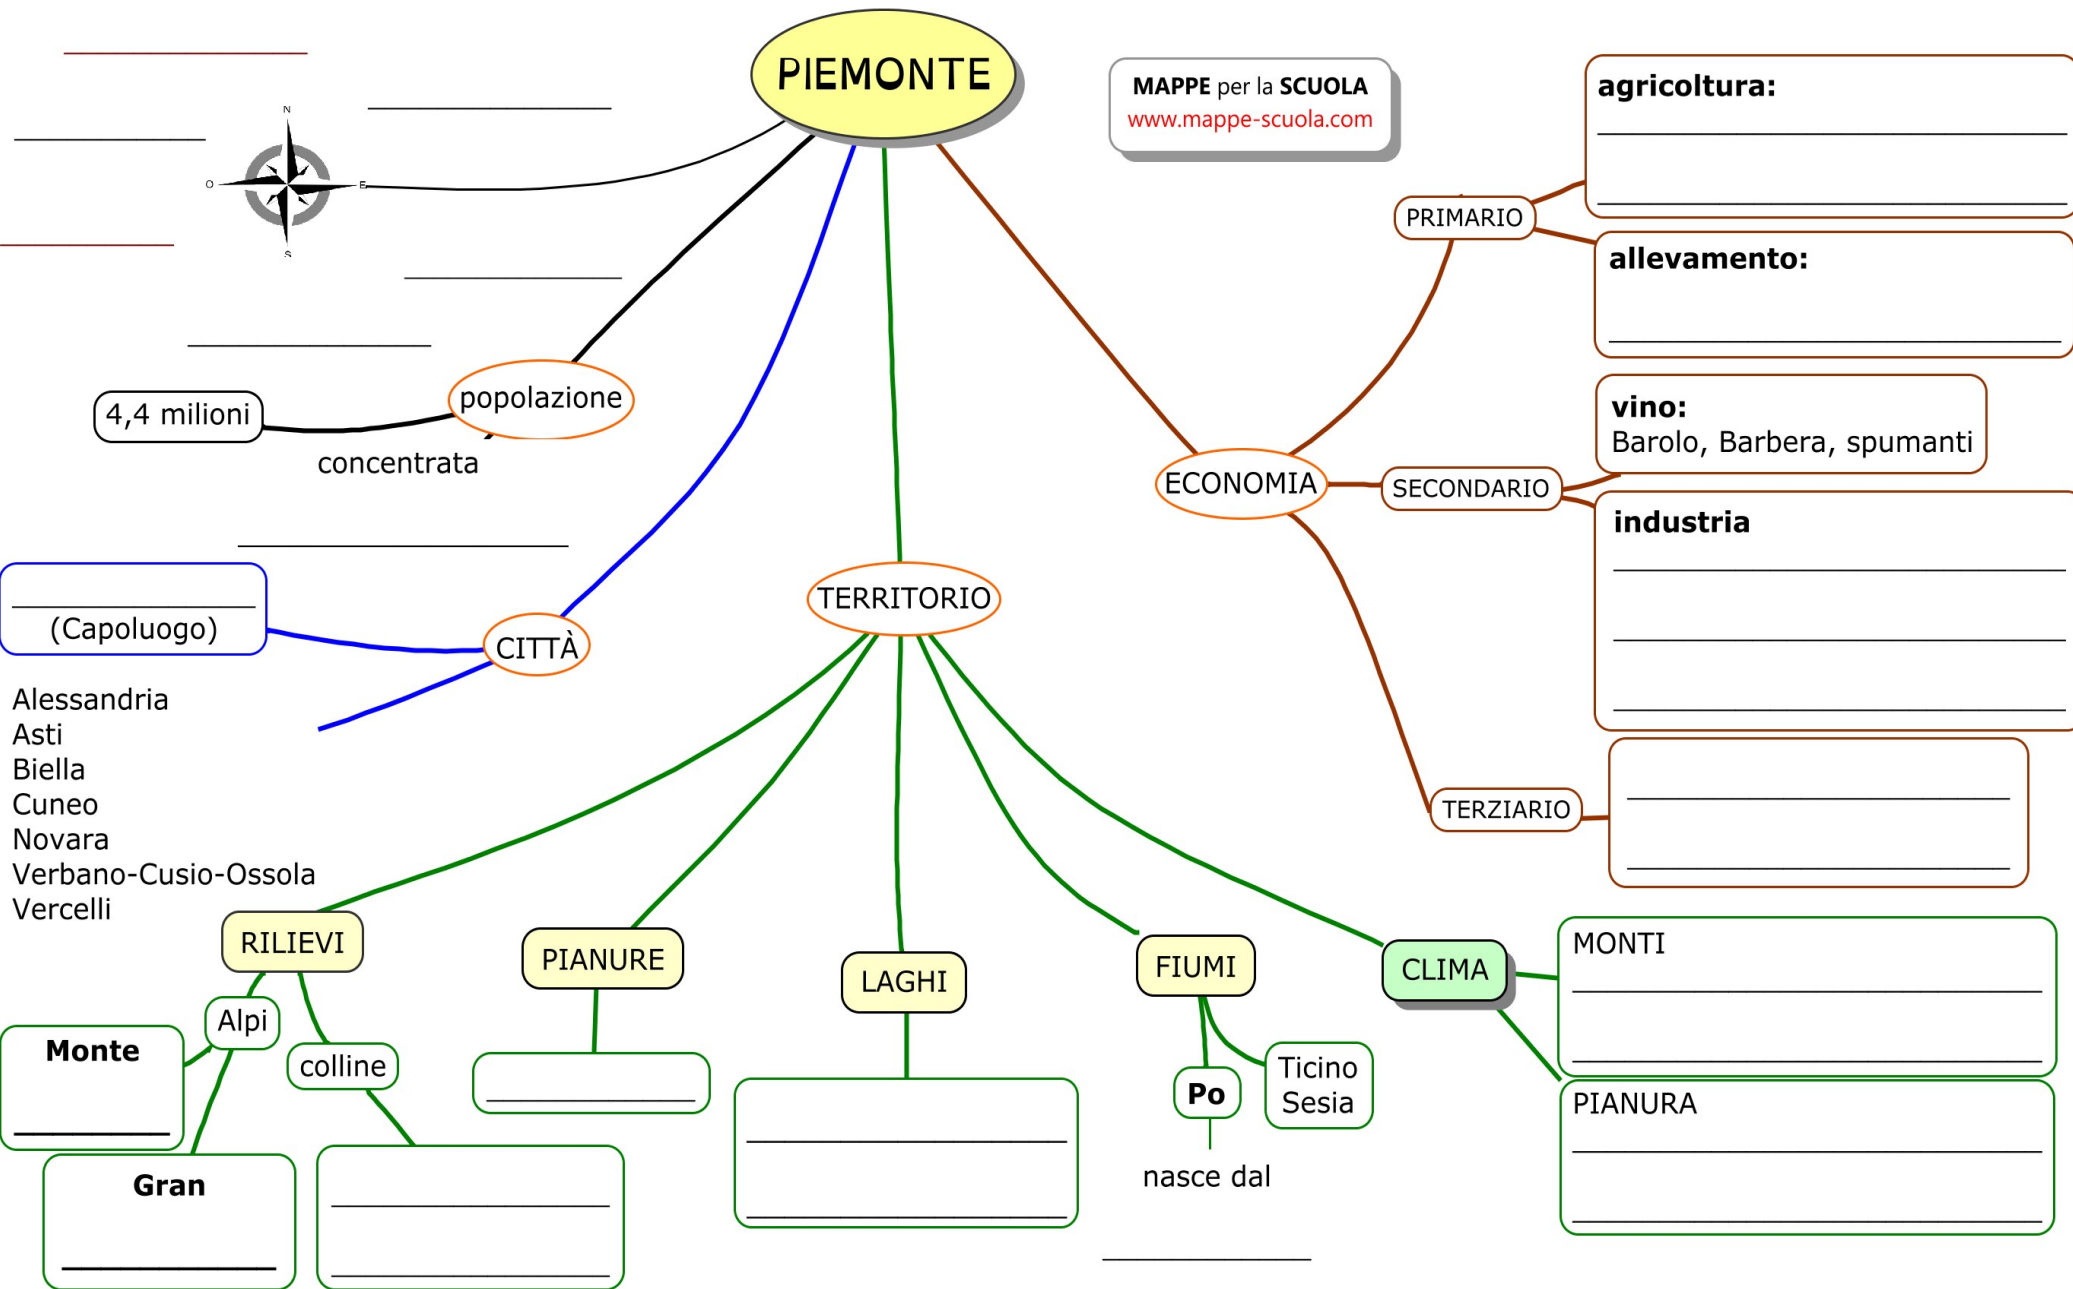 PIEMONTE
MAPPE per la SCUOLA
www.mappe-scuola.com
N
O
E
S
popolazione
4,4 milioni
concentrata
(Capoluogo)
CITTÀ
Alessandria
Asti
Biella
Cuneo
Novara
Verbano-Cusio-Ossola
Vercelli
TERRITORIO
RILIEVI
Alpi
Monte
Gran
colline
PIANURE
LAGHI
FIUMI
Po
nasce dal
Ticino
Sesia
CLIMA
MONTI
PIANURA
ECONOMIA
PRIMARIO
agricoltura:
allevamento:
SECONDARIO
vino:
Barolo, Barbera, spumanti
industria
TERZIARIO